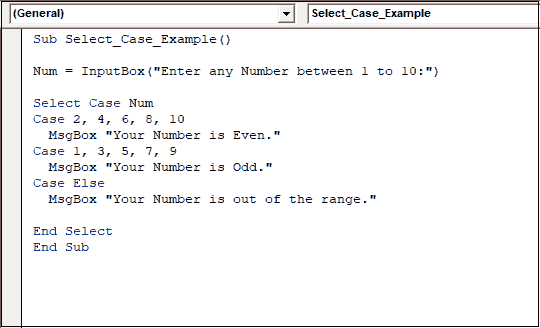 (General) Select_Case_Example
Sub Select_Case_Example()
Num = InputBox("Enter any Number between 1 to 10:")
Select Case Num
Case 2, 4, 6, 8, 10
MsgBox "Your Number is Even."
Case 1, 3, 5, 7, 9
MsgBox "Your Number is Odd."
Case Else
MsgBox "Your Number is out of the range."
End Select
End Sub